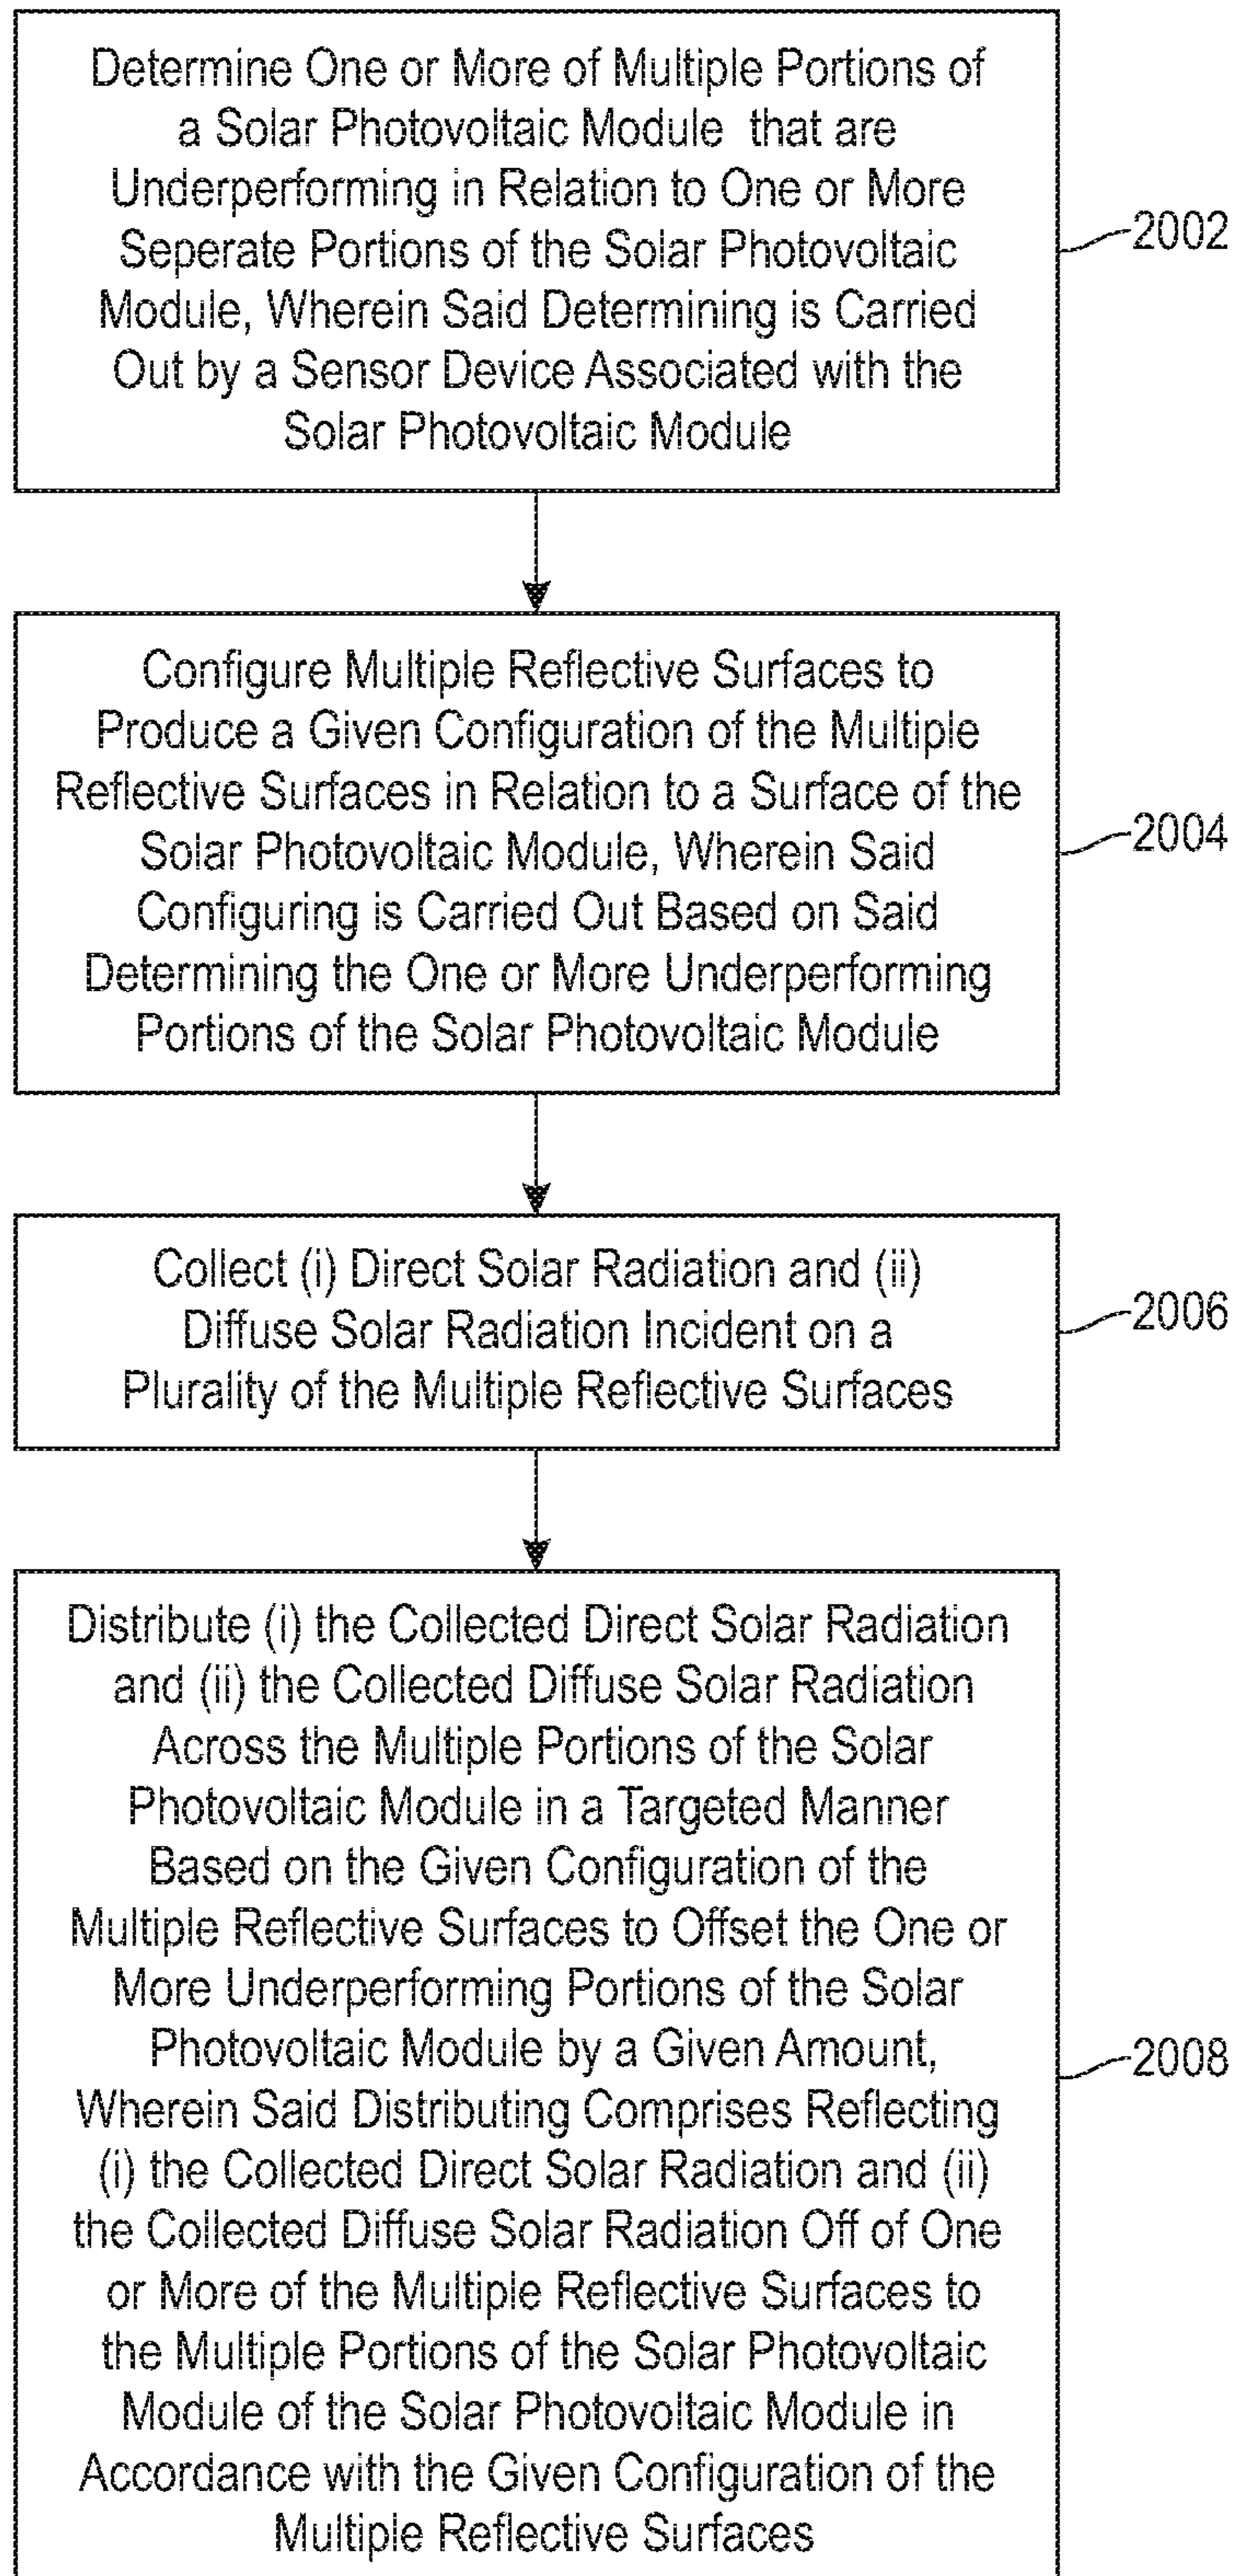 Determine One or More of Multiple Portions of
a Solar Photovoltaic Module that are
Underperforming in Relation to One or More
Seperate Portions of the Solar Photovoltaic
Module, Wherein Said Determining is Carried
Out by a Sensor Device Associated with the
Solar Photovoltaic Module
2002
Configure Multiple Reflective Surfaces to
Produce a Given Configuration of the Multiple
Reflective Surfaces in Relation to a Surface of the
Solar Photovoltaic Module, Wherein Said
Configuring is Carried Out Based on Said
Determining the One or More Underperforming
Portions of the Solar Photovoltaic Module
2004
Collect (i) Direct Solar Radiation and (ii)
Diffuse Solar Radiation Incident on a
Plurality of the Multiple Reflective Surfaces
2006
Distribute (i) the Collected Direct Solar Radiation
and (ii) the Collected Diffuse Solar Radiation
Across the Multiple Portions of the Solar
Photovoltaic Module in a Targeted Manner
Based on the Given Configuration of the
Multiple Reflective Surfaces to Offset the One or
More Underperforming Portions of the Solar
Photovoltaic Module by a Given Amount,
Wherein Said Distributing Comprises Reflecting
(i) the Collected Direct Solar Radiation and (ii)
the Collected Diffuse Solar Radiation Off of One
or More of the Multiple Reflective Surfaces to
the Multiple Portions of the Solar Photovoltaic
Module of the Solar Photovoltaic Module in
Accordance with the Given Configuration of the
Multiple Reflective Surfaces
2008